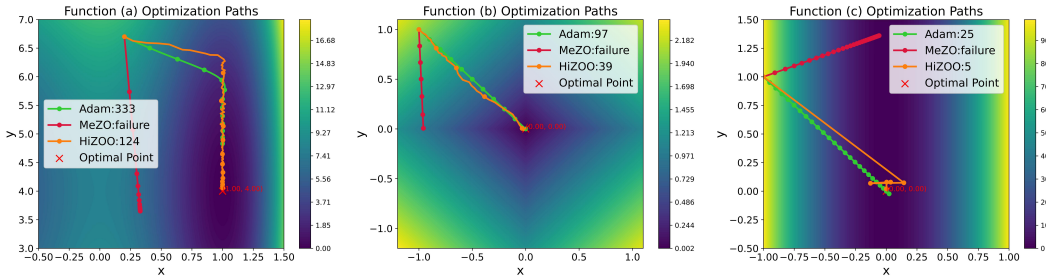 Function (a) Optimization Paths
7.0
6.5
6.0
5.5
5.0
4.5
4.0
3.5
3.0
y
Adam:333
MeZO:failure
HiZOO:124
Optimal Point
−0.50 −0.25 0.00 0.25 0.50 0.75 1.00 1.25 1.50
x
16.68
14.83
12.97
11.12
9.27
7.41
5.56
3.71
1.85
0.00
Function (b) Optimization Paths
1.0
0.5
0.0
−0.5
−1.0
y
Adam:97
MeZO:failure
HiZOO:39
Optimal Point
−1.0 −0.5 0.0 0.5 1.0
x
2.182
1.940
1.698
1.455
1.213
0.971
0.729
0.486
0.244
0.002
Function (c) Optimization Paths
1.50
1.25
1.00
0.75
0.50
0.25
0.00
−0.25
−0.50
y
Adam:25
MeZO:failure
HiZOO:5
Optimal Point
−1.00 −0.75 −0.50 −0.25 0.00 0.25 0.50 0.75 1.00
x